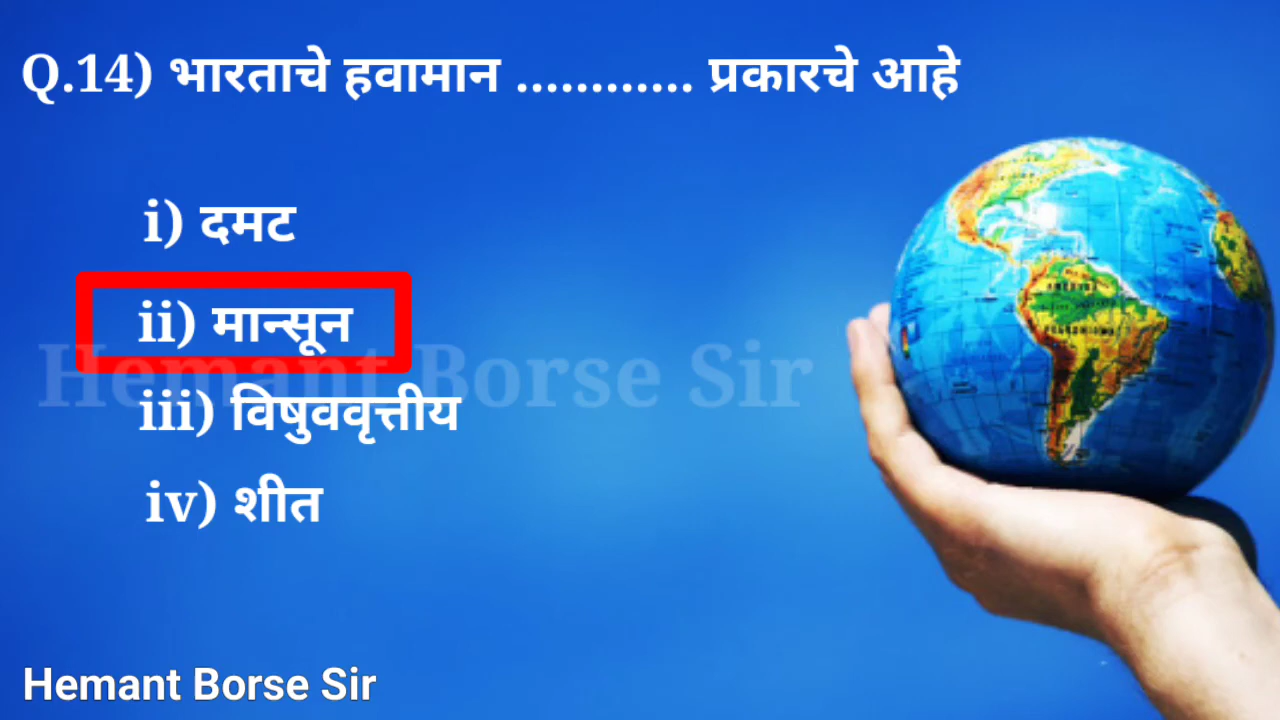 Q.14) भारताचे हवामान ............ प्रकारचे आहे
i) दमट
ii) मान्सून
Hemant Borse Sir
iii) विषुववृत्तीय
iv) शीत
Hemant Borse Sir